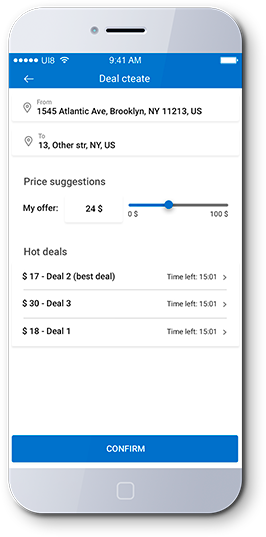 UI8 9:41 AM
Deal cteate
From
1545 Atlantic Ave, Brooklyn, NY 11213, US
To
13, Other str, NY, US
Price suggestions
My offer: 24 $
0 $ 100 $
Hot deals
$ 17 - Deal 2 (best deal) Time left: 15:01
$ 30 - Deal 3 Time left: 15:01
$ 18 - Deal 1 Time left: 15:01
CONFIRM